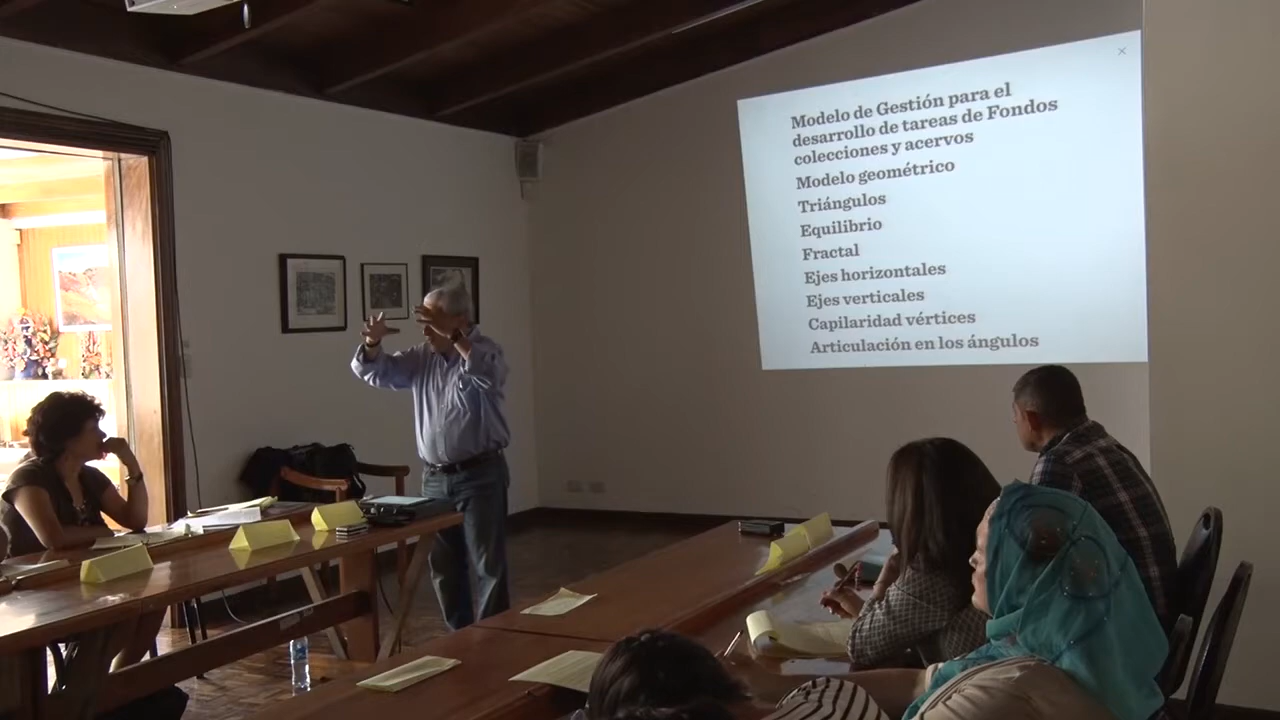 Modelo de Gestión para el
desarrollo de tareas de Fondos
colecciones y acervos
Modelo geométrico
Triángulos
Equilibrio
Fractal
Ejes horizontales
Ejes verticales
Capilaridad vértices
Articulación en los ángulos